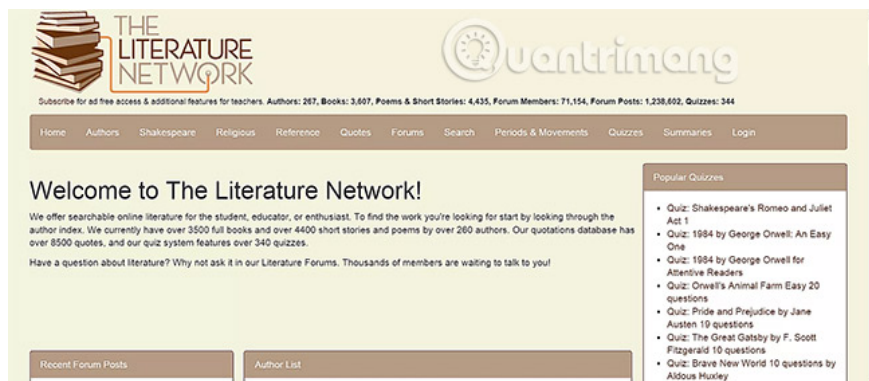 THE
LITERATURE
NETWORK
Quantrimang
Subscribe for ad free access & additional features for teachers. Authors: 267, Books: 3,607, Poems & Short Stories: 4,435, Forum Members: 71,154, Forum Posts: 1,238,602, Quizzes: 344
Home Authors Shakespeare Religious Reference Quotes Forums Search Periods & Movements Quizzes Summaries Login
Welcome to The Literature Network!
We offer searchable online literature for the student, educator, or enthusiast. To find the work you're looking for start by looking through the
author index. We currently have over 3500 full books and over 4400 short stories and poems by over 260 authors. Our quotations database has
over 8500 quotes, and our quiz system features over 340 quizzes.
Have a question about literature? Why not ask it in our Literature Forums. Thousands of members are waiting to talk to you!
Recent Forum Posts
Author List
Popular Quizzes
• Quiz: Shakespeare's Romeo and Juliet
Act 1
• Quiz: 1984 by George Orwell: An Easy
One
• Quiz: 1984 by George Orwell for
Attentive Readers
• Quiz: Orwell's Animal Farm Easy 20
questions
• Quiz: Pride and Prejudice by Jane
Austen 19 questions
• Quiz: The Great Gatsby by F. Scott
Fitzgerald 10 questions
• Quiz: Brave New World 10 questions by
Aldous Huxley